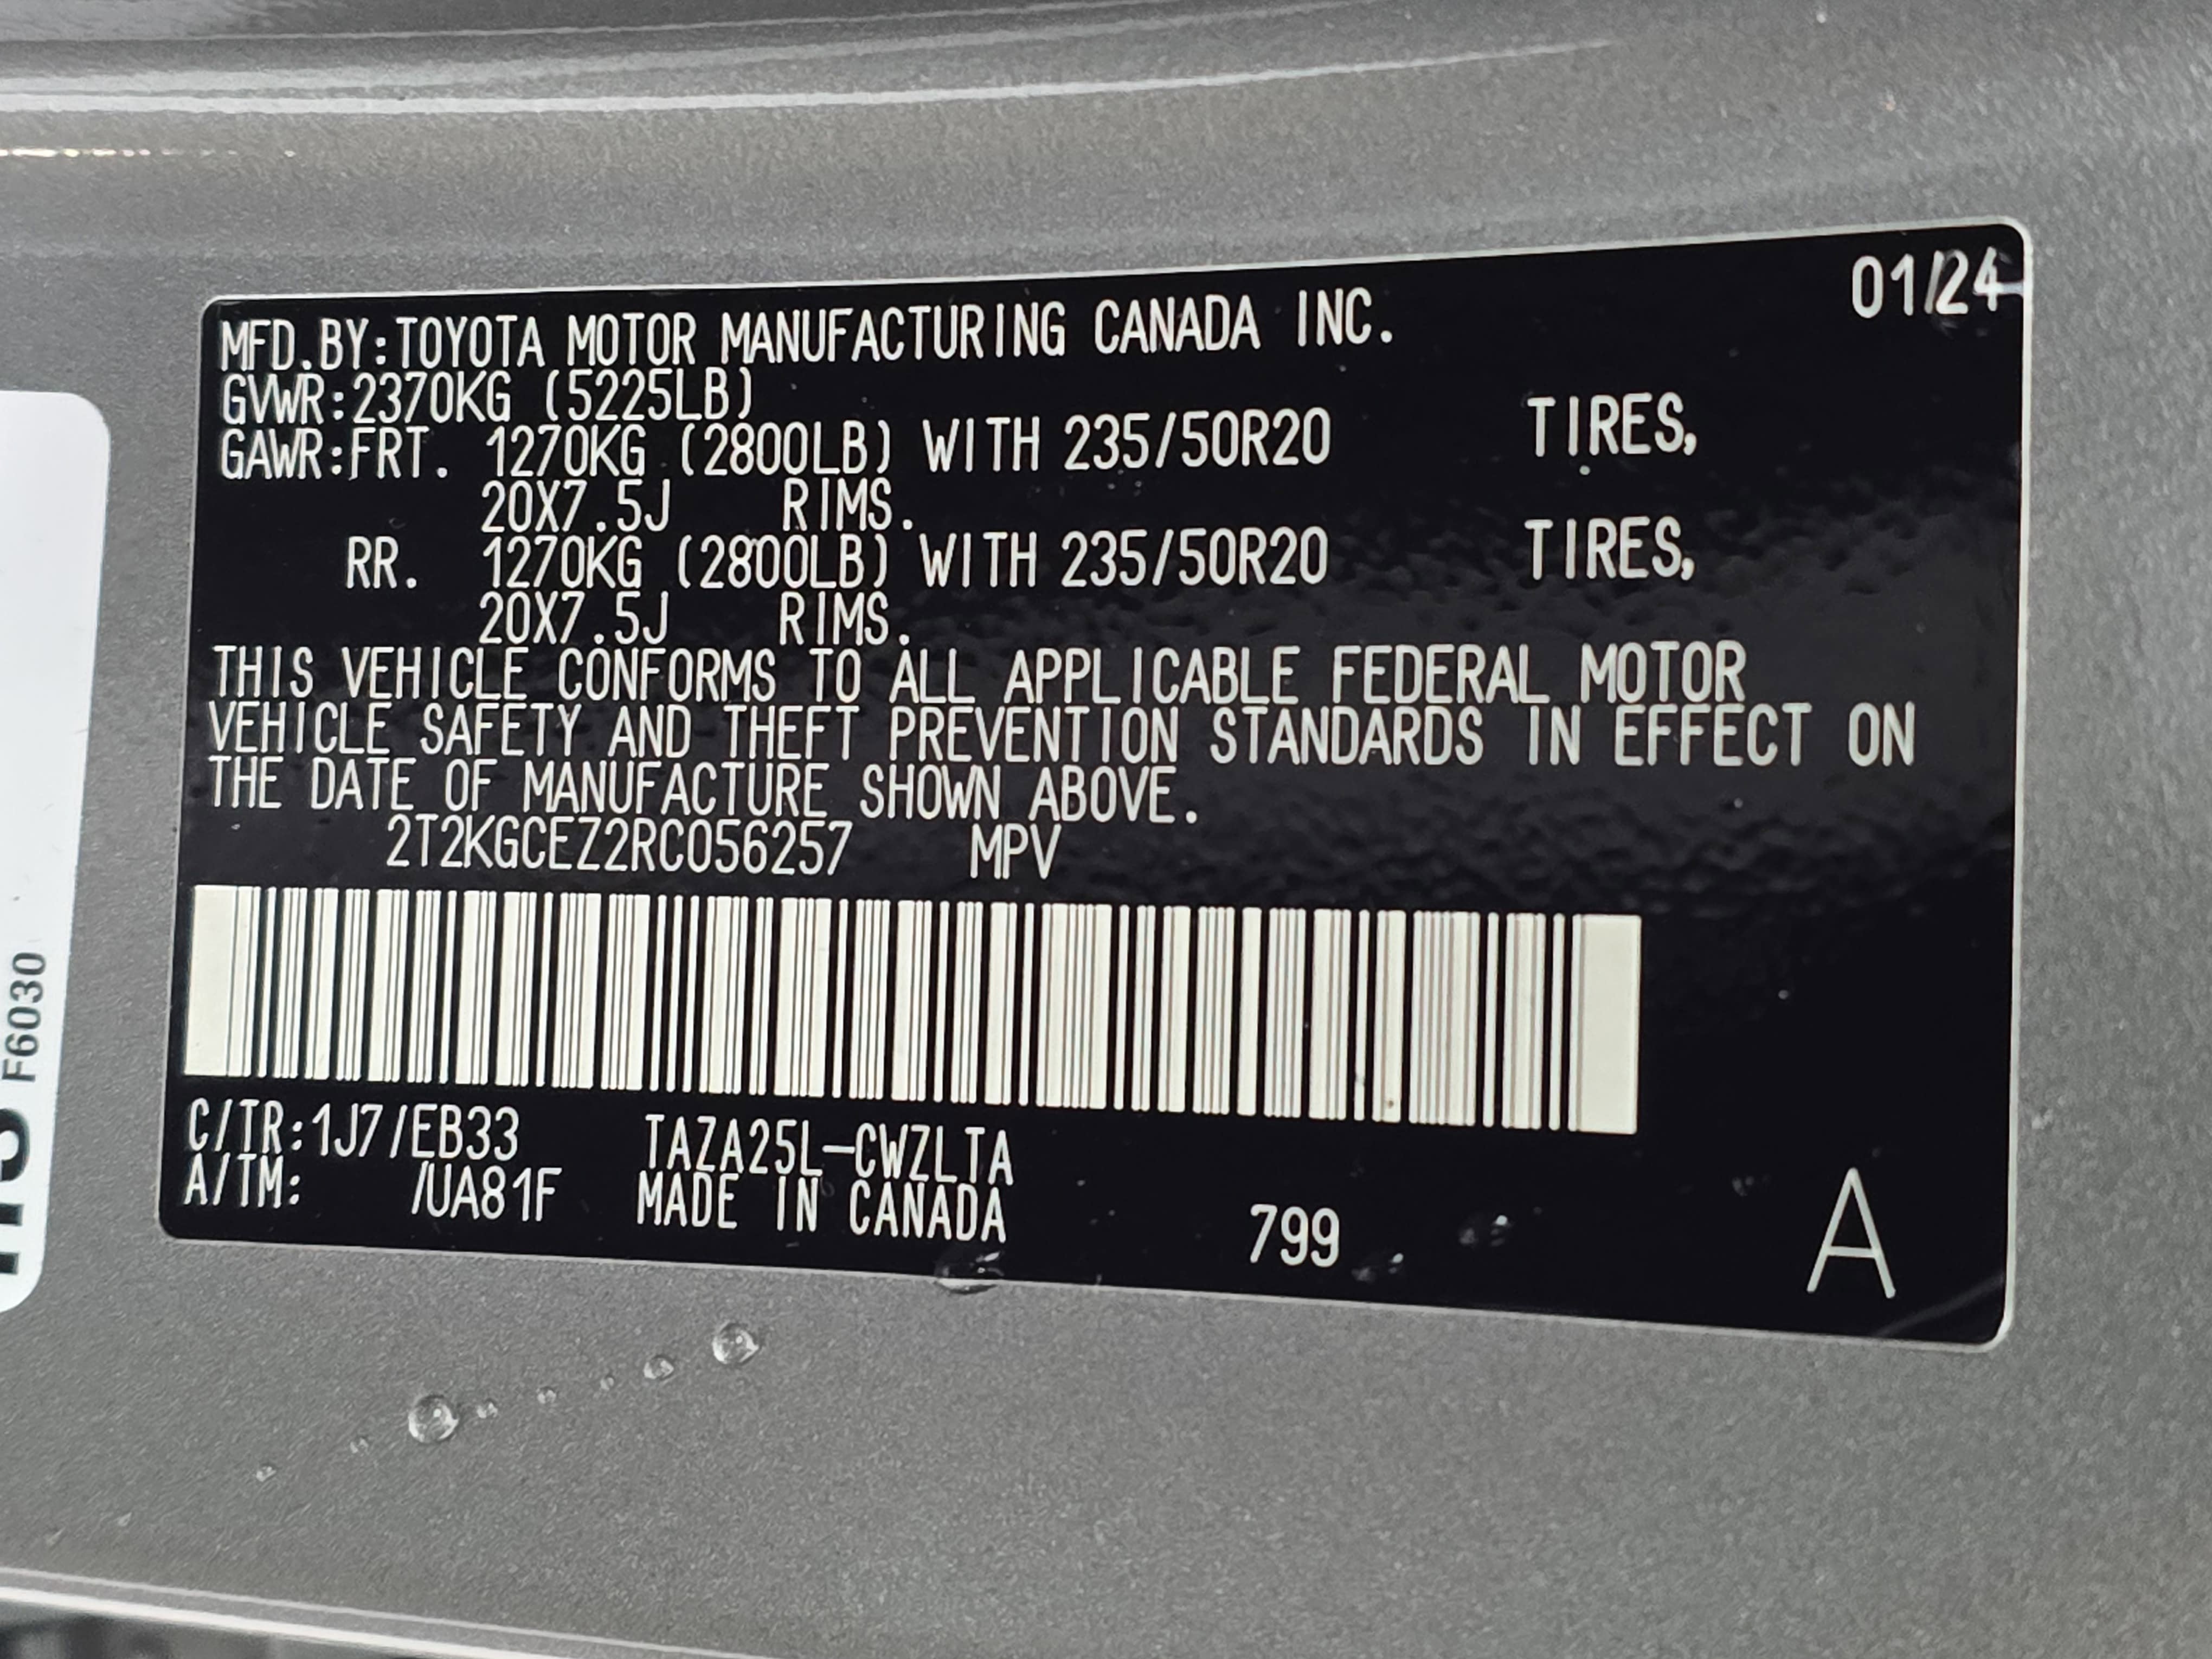 01/24
MFD.BY:TOYOTA MOTOR MANUFACTURING CANADA INC.
GVWR:2370KG (5225LB)
GAWR:FRT. 1270KG (2800LB) WITH 235/50R20 TIRES,
20X7.5J RIMS.
RR. 1270KG (2800LB) WITH 235/50R20 TIRES,
20X7.5J RIMS.
THIS VEHICLE CONFORMS TO ALL APPLICABLE FEDERAL MOTOR
VEHICLE SAFETY AND THEFT PREVENTION STANDARDS IN EFFECT ON
THE DATE OF MANUFACTURE SHOWN ABOVE.
2T2KGCEZ2RC056257 MPV
C/TR:1J7/EB33 TAZA25L-CWZLTA
A/TM: /UA81F MADE IN CANADA
799
A
F6030